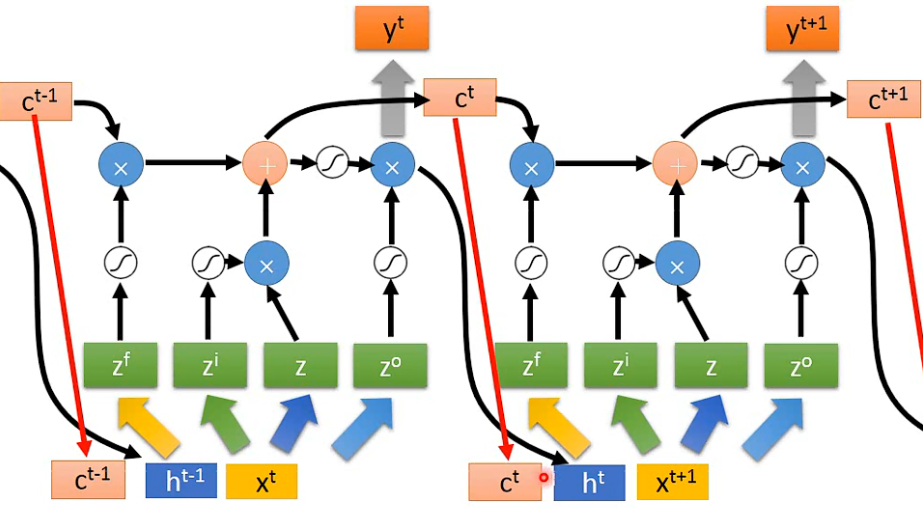 y^t
y^{t+1}
c^{t-1}
c^t
c^{t+1}
×
+
×
×
+
×
×
×
z^f
z^i
z
z^o
z^f
z^i
z
z^o
c^{t-1}
h^{t-1}
x^t
c^t
h^t
x^{t+1}